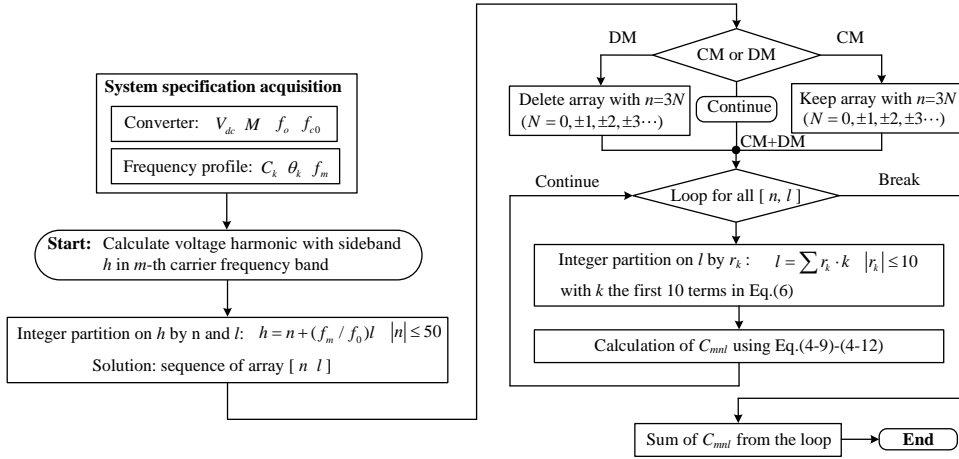 System specification acquisition
Converter: V_dc M f_o f_c0
Frequency profile: C_k θ_k f_m
Start: Calculate voltage harmonic with sideband
h in m-th carrier frequency band
Integer partition on h by n and l: h = n + (f_m / f_0)l |n| ≤ 50
Solution: sequence of array [ n l ]
CM or DM
DM
CM
Delete array with n=3N
(N = 0, ±1, ±2, ±3⋯)
Continue
Keep array with n=3N
(N = 0, ±1, ±2, ±3⋯)
CM+DM
Continue
Loop for all [ n, l ]
Break
Integer partition on l by r_k : l = ∑ r_k · k |r_k| ≤ 10
with k the first 10 terms in Eq.(6)
Calculation of C_mnl using Eq.(4-9)-(4-12)
Sum of C_mnl from the loop
End